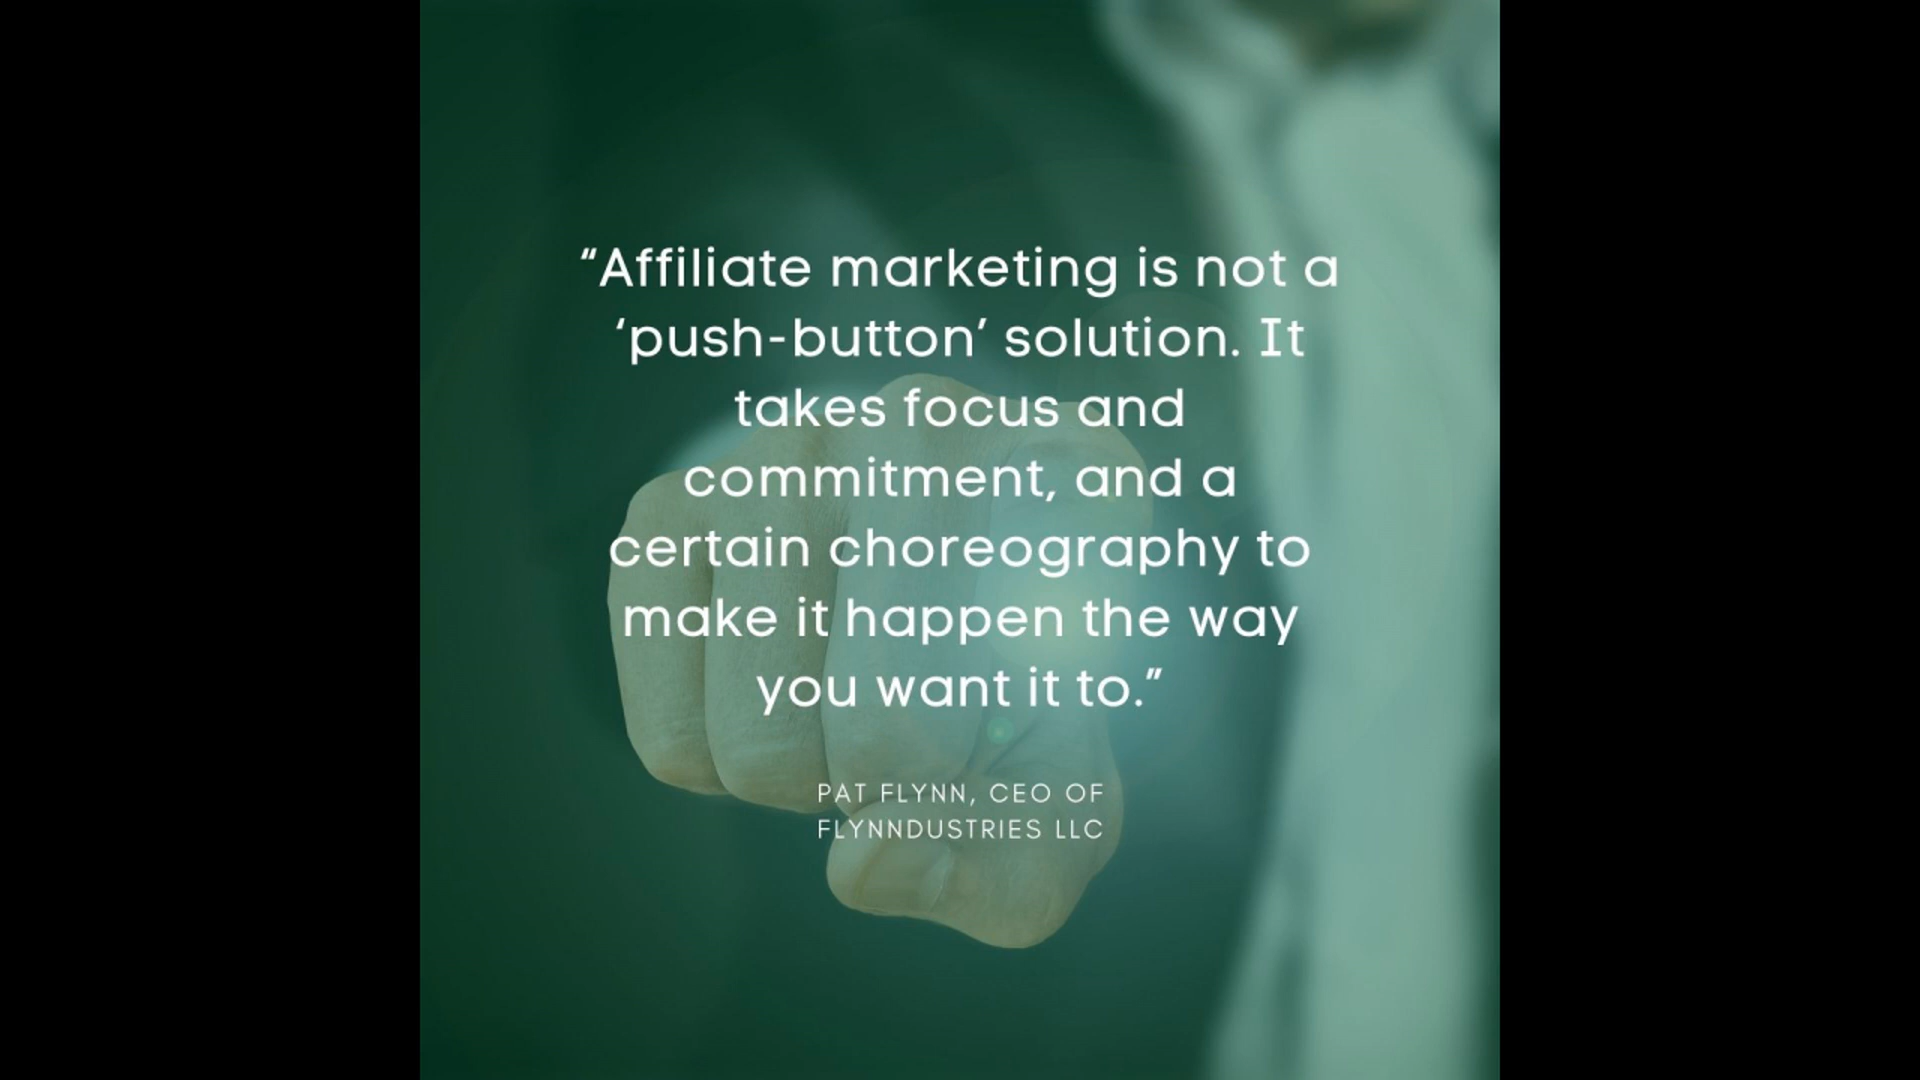 “Affiliate marketing is not a
‘push-button’ solution. It
takes focus and
commitment, and a
certain choreography to
make it happen the way
you want it to.”
PAT FLYNN, CEO OF
FLYNNDUSTRIES LLC